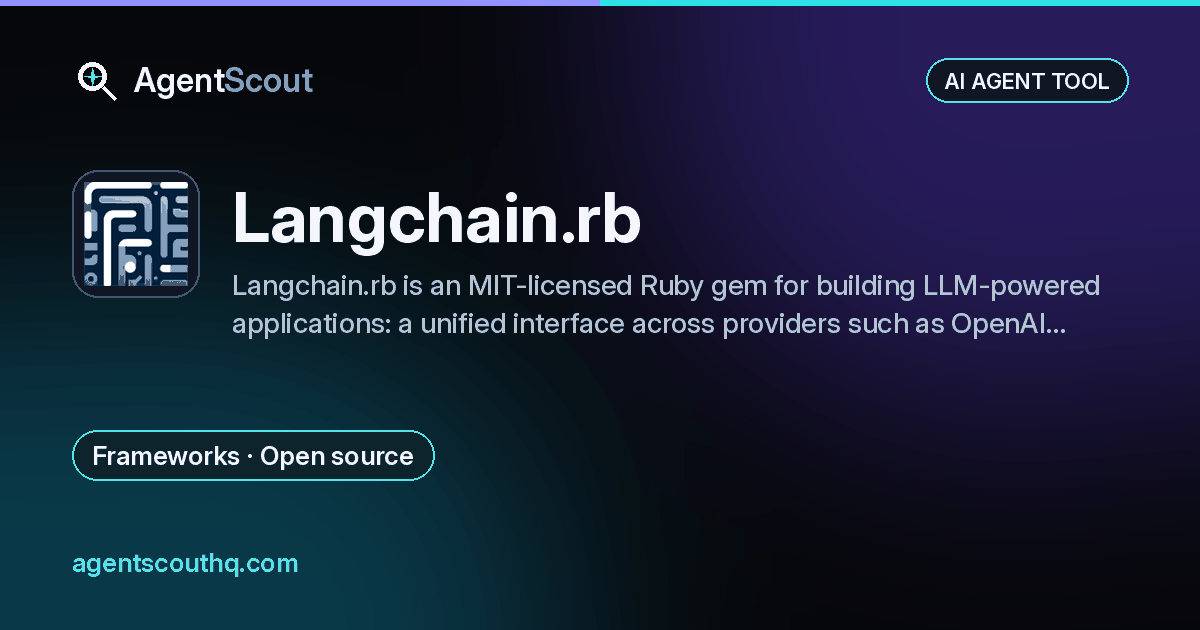 AgentScout
AI AGENT TOOL
Langchain.rb
Langchain.rb is an MIT-licensed Ruby gem for building LLM-powered
applications: a unified interface across providers such as OpenAI...
Frameworks · Open source
agentscouthq.com